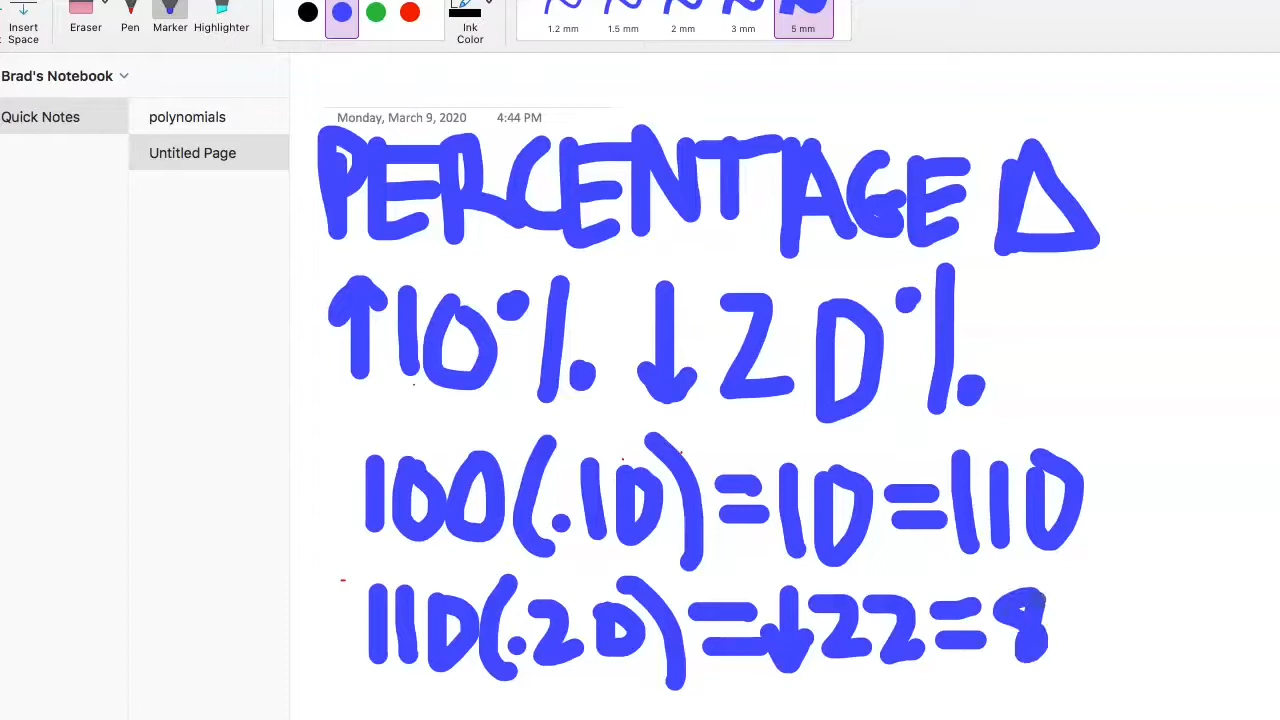 Insert Space
Eraser
Pen
Marker
Highlighter
Ink Color
1.2 mm
1.5 mm
2 mm
3 mm
5 mm
Brad's Notebook
Quick Notes
polynomials
Untitled Page
Monday, March 9, 2020 4:44 PM
PERCENTAGE Δ
↑10% ↓20%
100(.10)=10=110
110(.20)=↓22=8